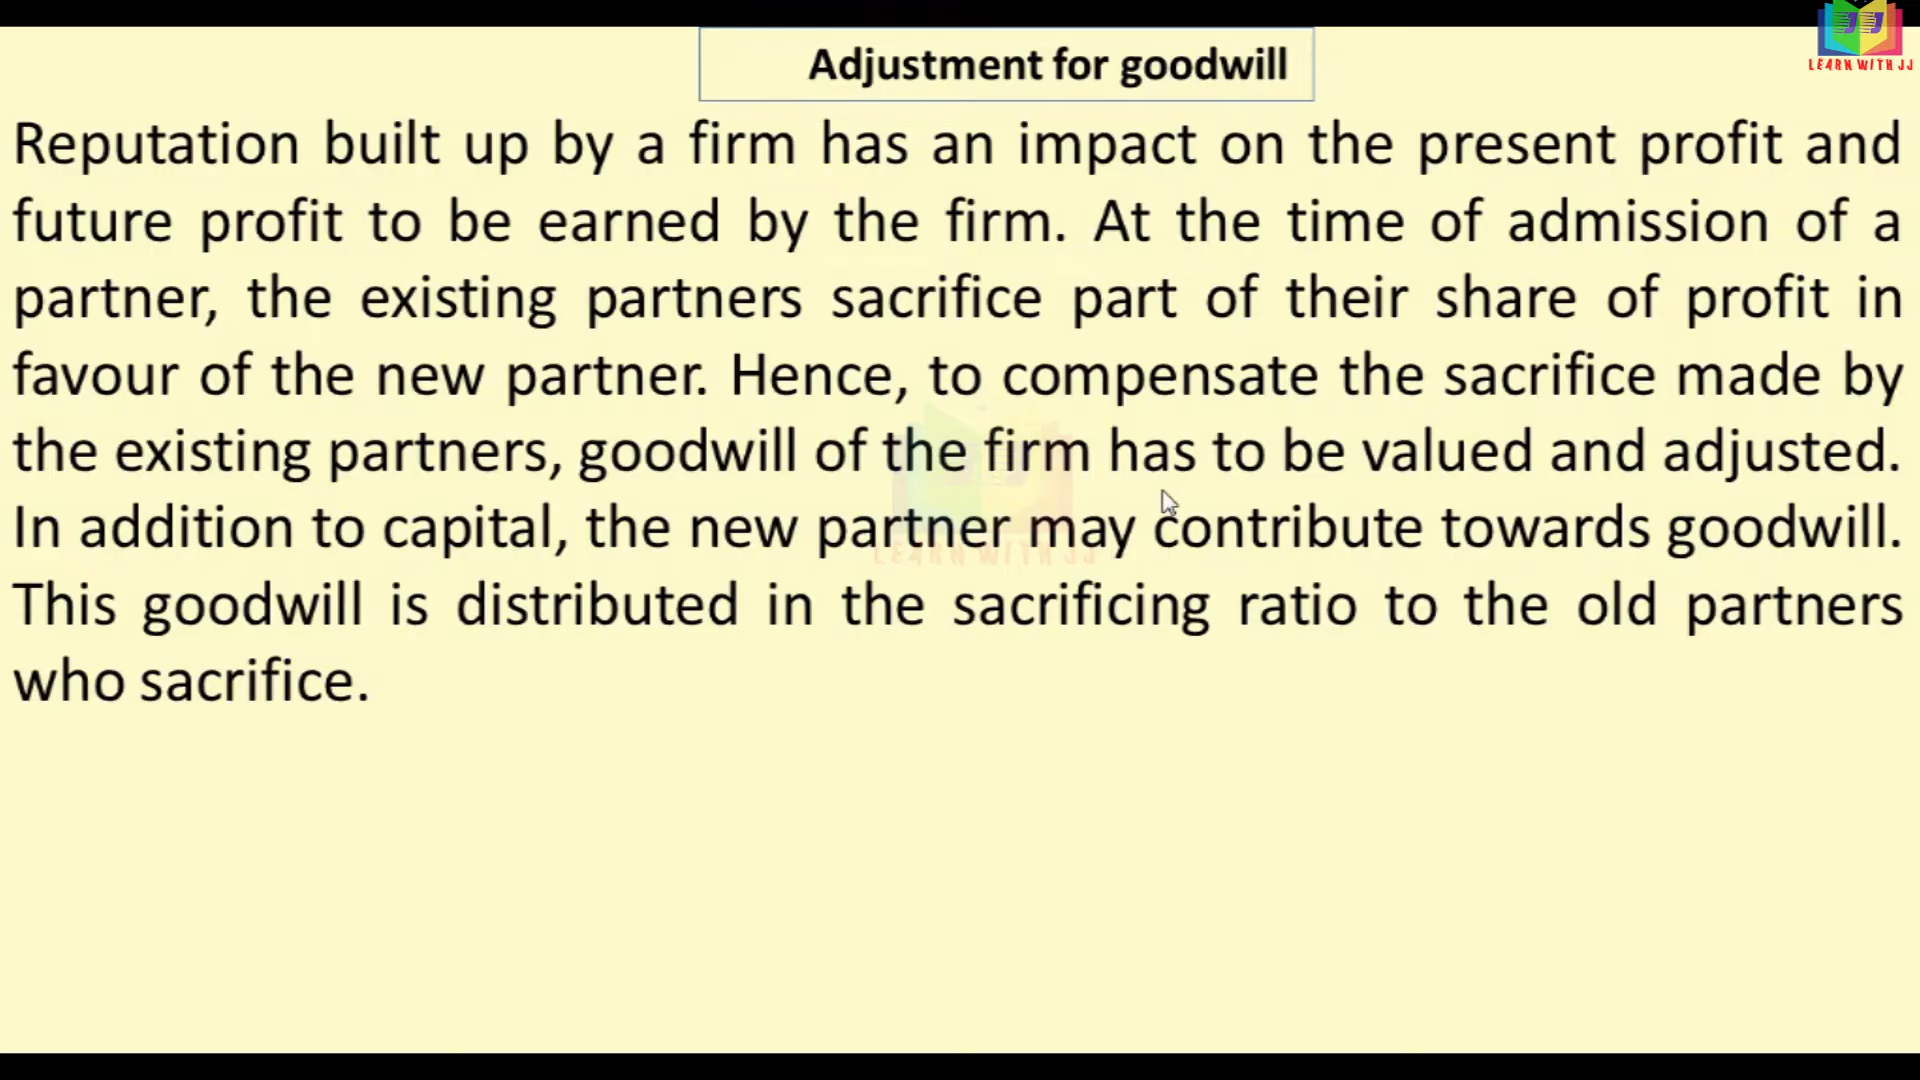 Adjustment for goodwill
LEARN WITH JJ
Reputation built up by a firm has an impact on the present profit and
future profit to be earned by the firm. At the time of admission of a
partner, the existing partners sacrifice part of their share of profit in
favour of the new partner. Hence, to compensate the sacrifice made by
the existing partners, goodwill of the firm has to be valued and adjusted.
In addition to capital, the new partner may contribute towards goodwill.
LEARN WITH JJ
This goodwill is distributed in the sacrificing ratio to the old partners
who sacrifice.